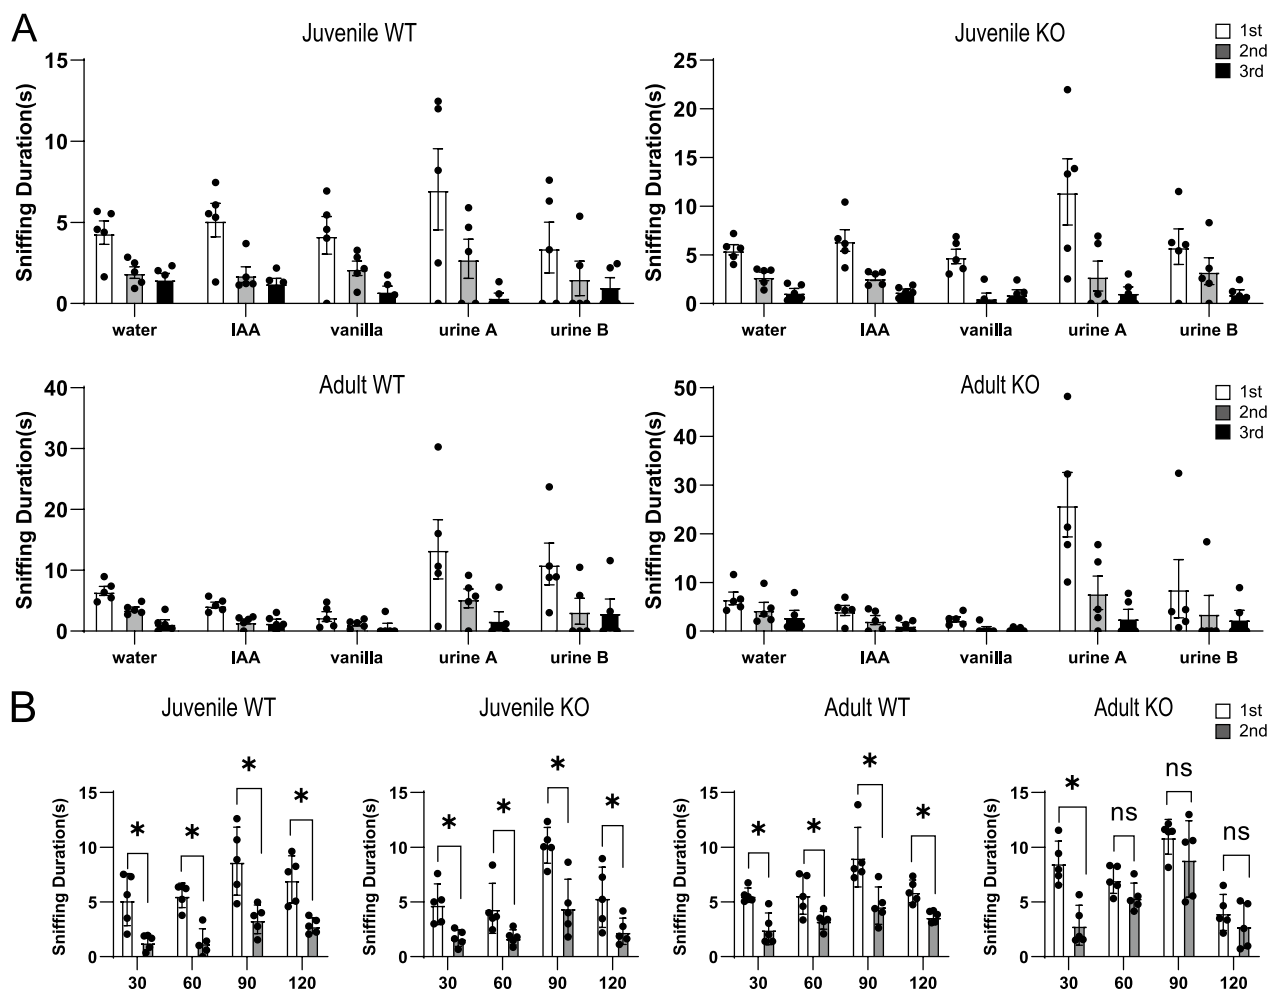 A
Juvenile WT
Juvenile KO
1st
2nd
3rd
Sniffing Duration(s)
15
10
5
0
water
IAA
vanilla
urine A
urine B
Sniffing Duration(s)
25
20
15
10
5
0
water
IAA
vanilla
urine A
urine B
Adult WT
Adult KO
1st
2nd
3rd
Sniffing Duration(s)
40
30
20
10
0
water
IAA
vanilla
urine A
urine B
Sniffing Duration(s)
50
40
30
20
10
0
water
IAA
vanilla
urine A
urine B
B
Juvenile WT
Juvenile KO
Adult WT
Adult KO
1st
2nd
Sniffing Duration(s)
15
10
5
0
* * * *
30 60 90 120
Sniffing Duration(s)
15
10
5
0
* * * *
30 60 90 120
Sniffing Duration(s)
15
10
5
0
* * * *
30 60 90 120
Sniffing Duration(s)
15
10
5
0
* ns ns ns
30 60 90 120